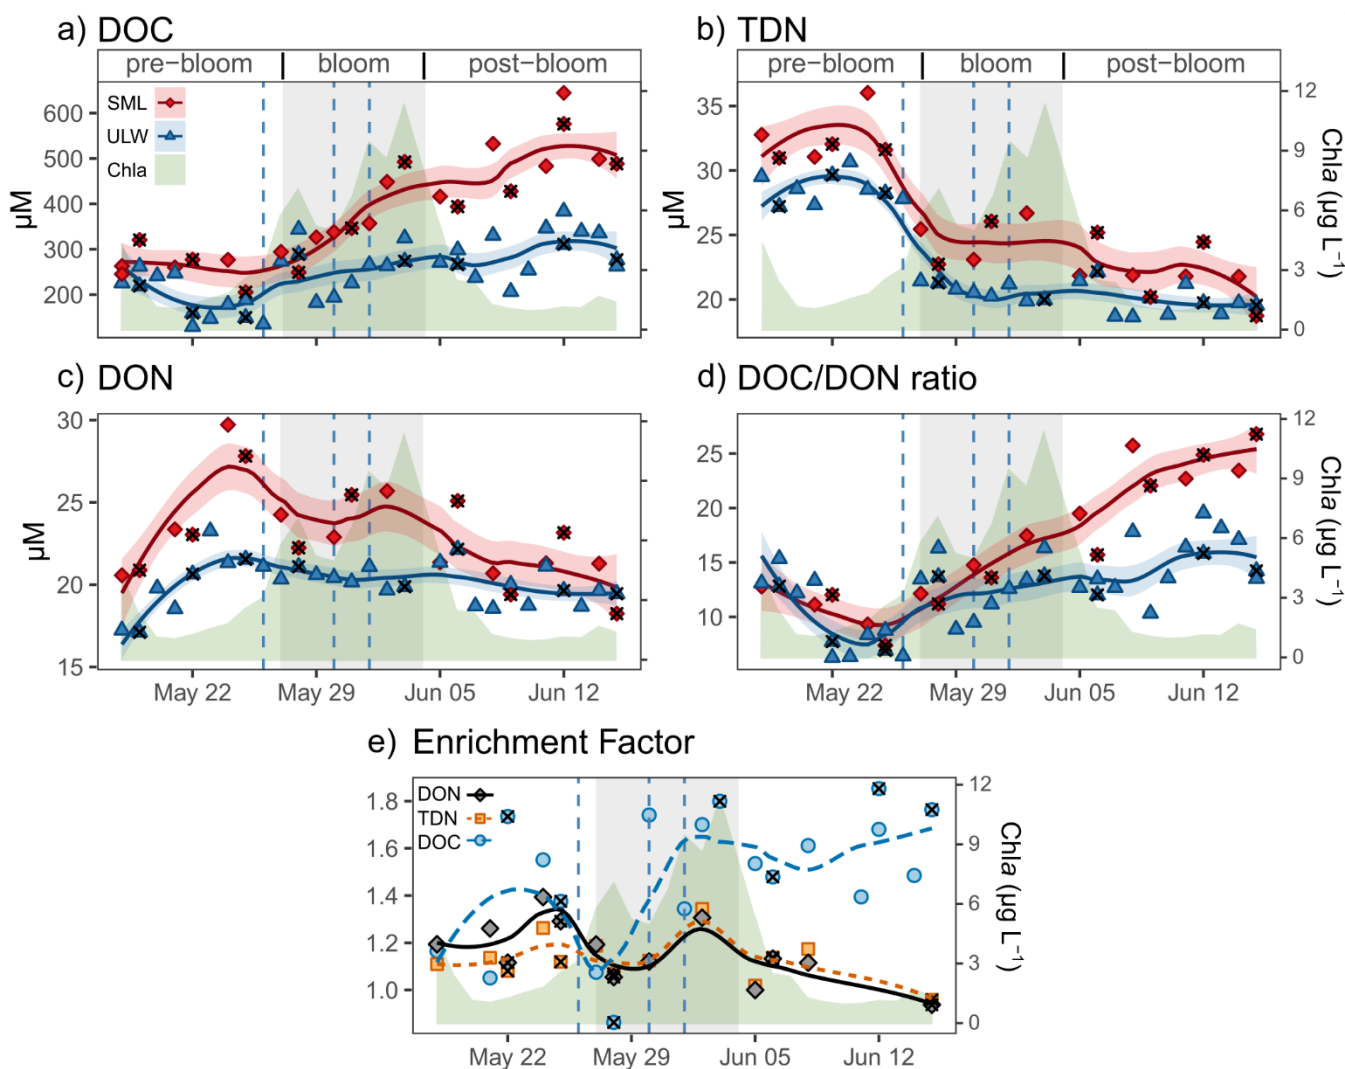 a) DOC
b) TDN
pre-bloom bloom post-bloom
pre-bloom bloom post-bloom
SML
ULW
Chla
600
500
400
300
200
µM
35
30
25
20
µM
12
9
6
3
0
Chla (µg L⁻¹)
c) DON
d) DOC/DON ratio
30
25
20
15
µM
25
20
15
10
12
9
6
3
0
Chla (µg L⁻¹)
May 22 May 29 Jun 05 Jun 12
May 22 May 29 Jun 05 Jun 12
e) Enrichment Factor
DON
TDN
DOC
1.8
1.6
1.4
1.2
1.0
12
9
6
3
0
Chla (µg L⁻¹)
May 22 May 29 Jun 05 Jun 12